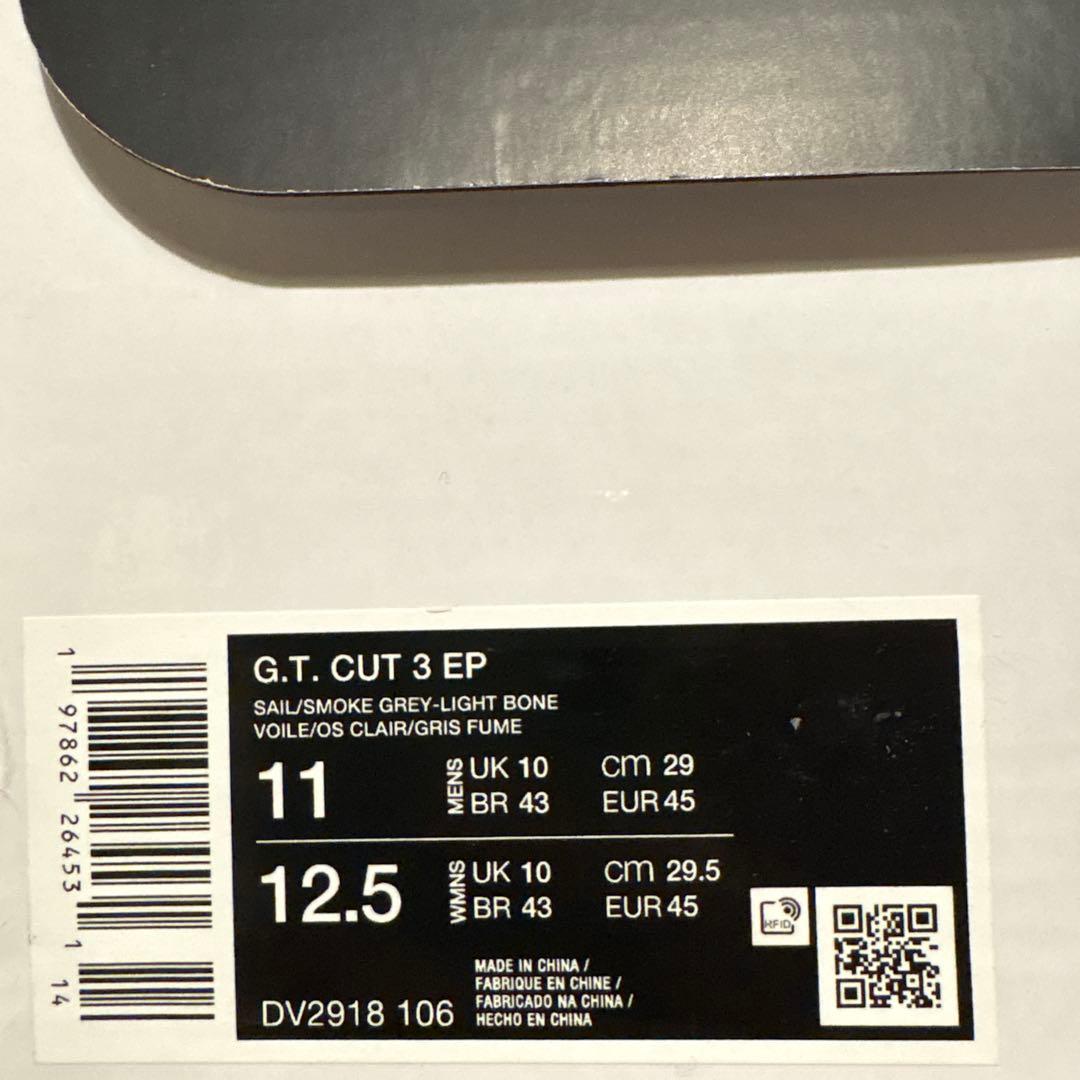 G.T. CUT 3 EP
SAIL/SMOKE GREY-LIGHT BONE
VOILE/OS CLAIR/GRIS FUME
11 MENS UK 10 CM 29
BR 43 EUR 45
12.5 WMNS UK 10 CM 29.5
BR 43 EUR 45
RFID
DV2918 106
MADE IN CHINA /
FABRIQUE EN CHINE /
FABRICADO NA CHINA /
HECHO EN CHINA
1 97862 26453 1 14